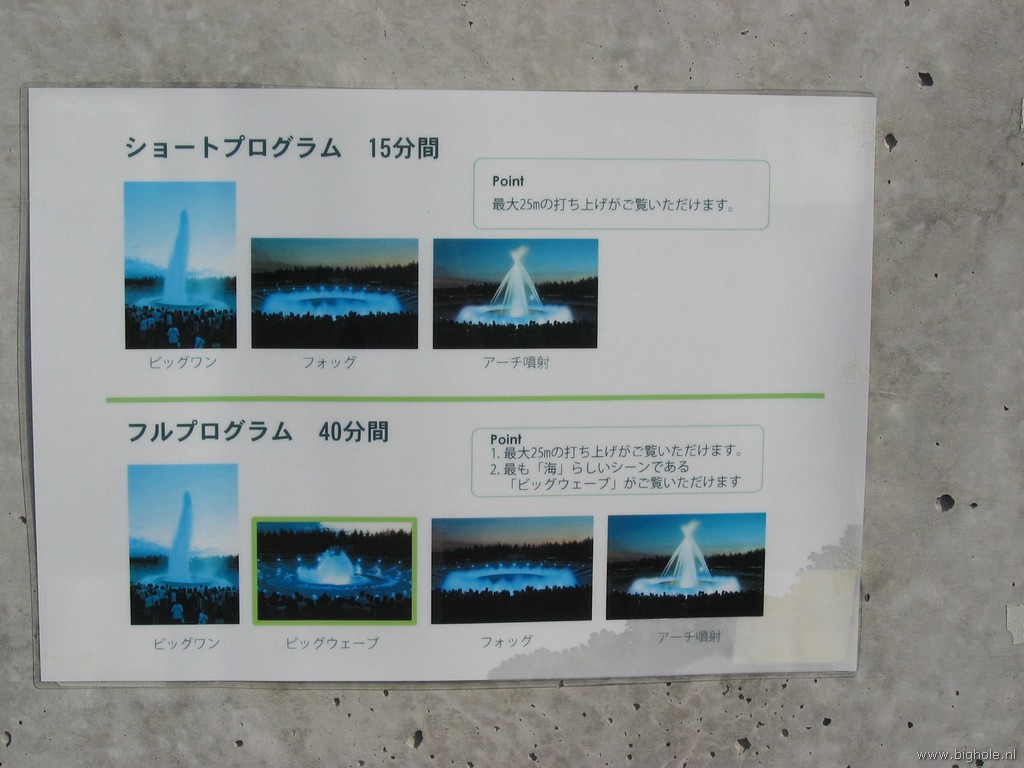 ショートプログラム 15分間
Point
最大25mの打ち上げがご覧いただけます。
ビッグワン
フォッグ
アーチ噴射
フルプログラム 40分間
Point
1. 最大25mの打ち上げがご覧いただけます。
2. 最も「海」らしいシーンである
「ビッグウェーブ」がご覧いただけます
ビッグワン
ビッグウェーブ
フォッグ
アーチ噴射
www.bighole.nl